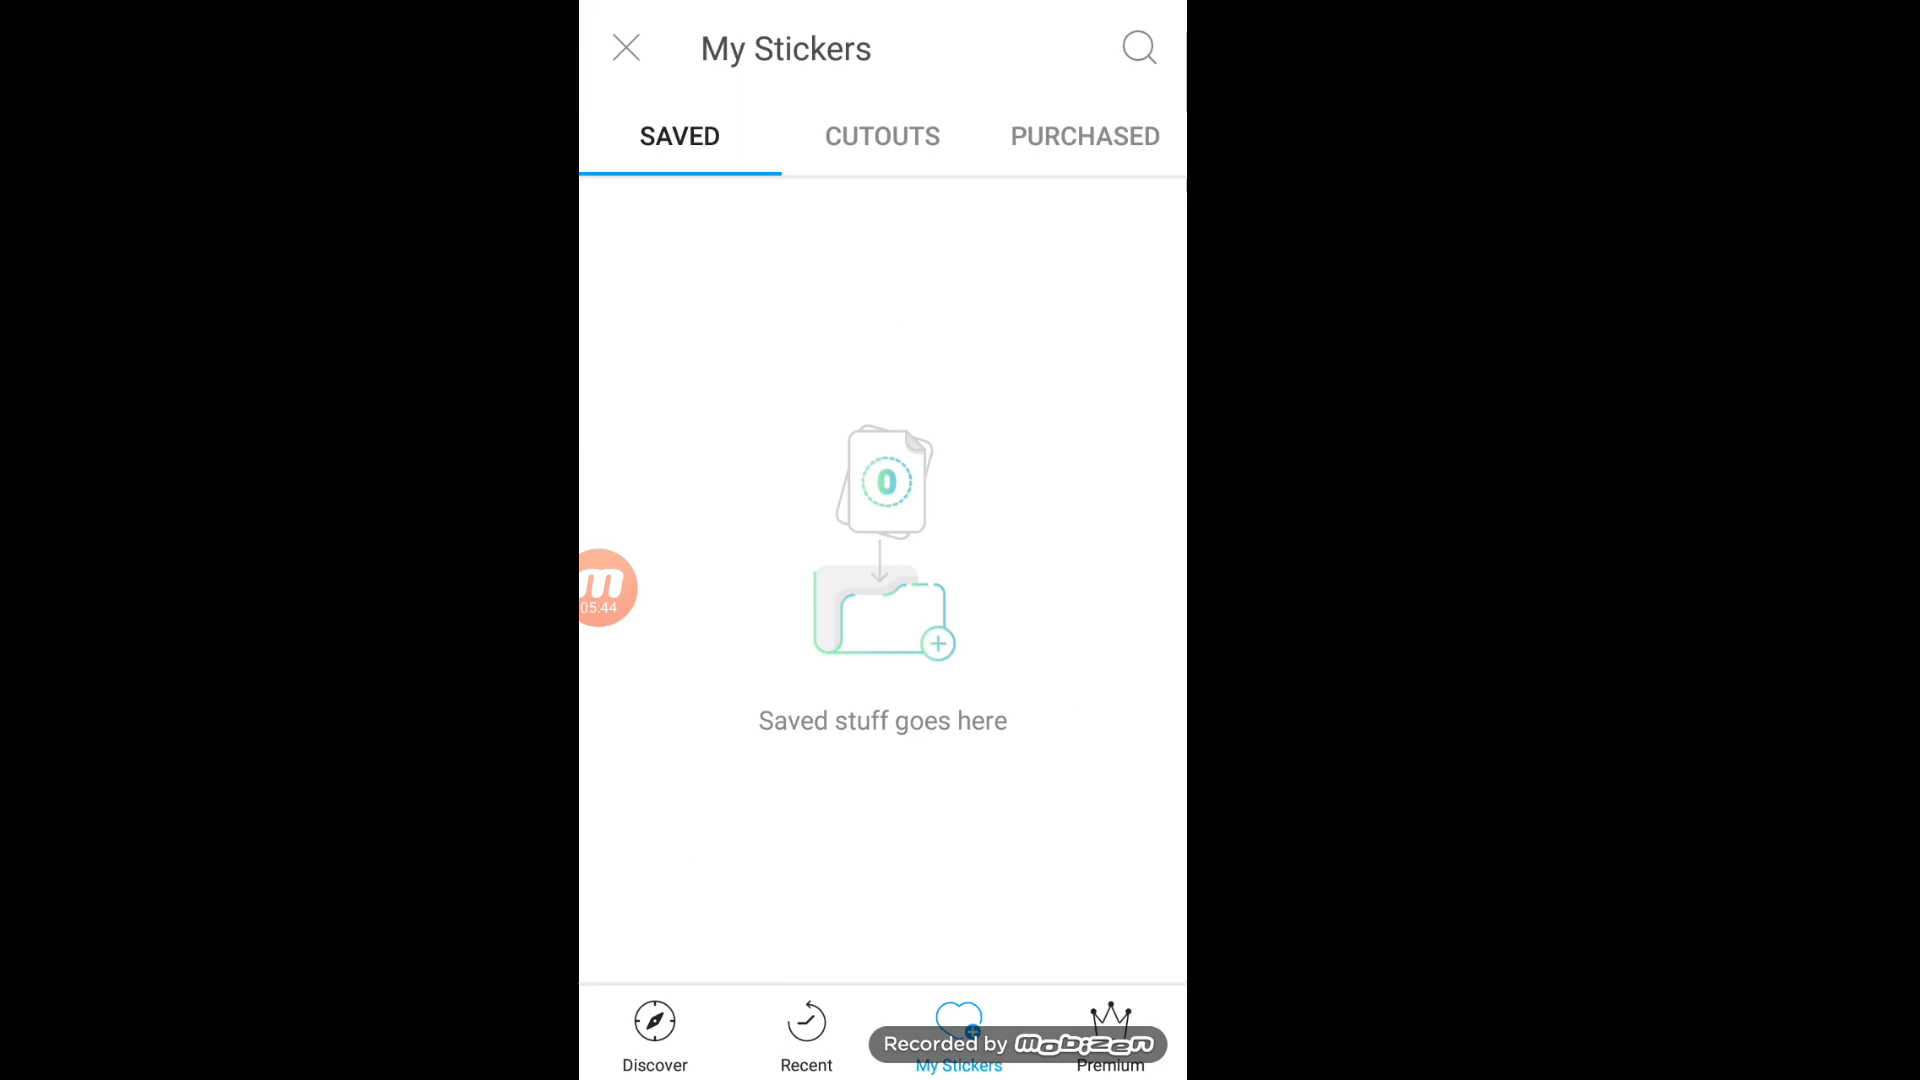 My Stickers
SAVED CUTOUTS PURCHASED
0
m
05:44
Saved stuff goes here
Recorded by mobizen
Discover Recent My Stickers Premium